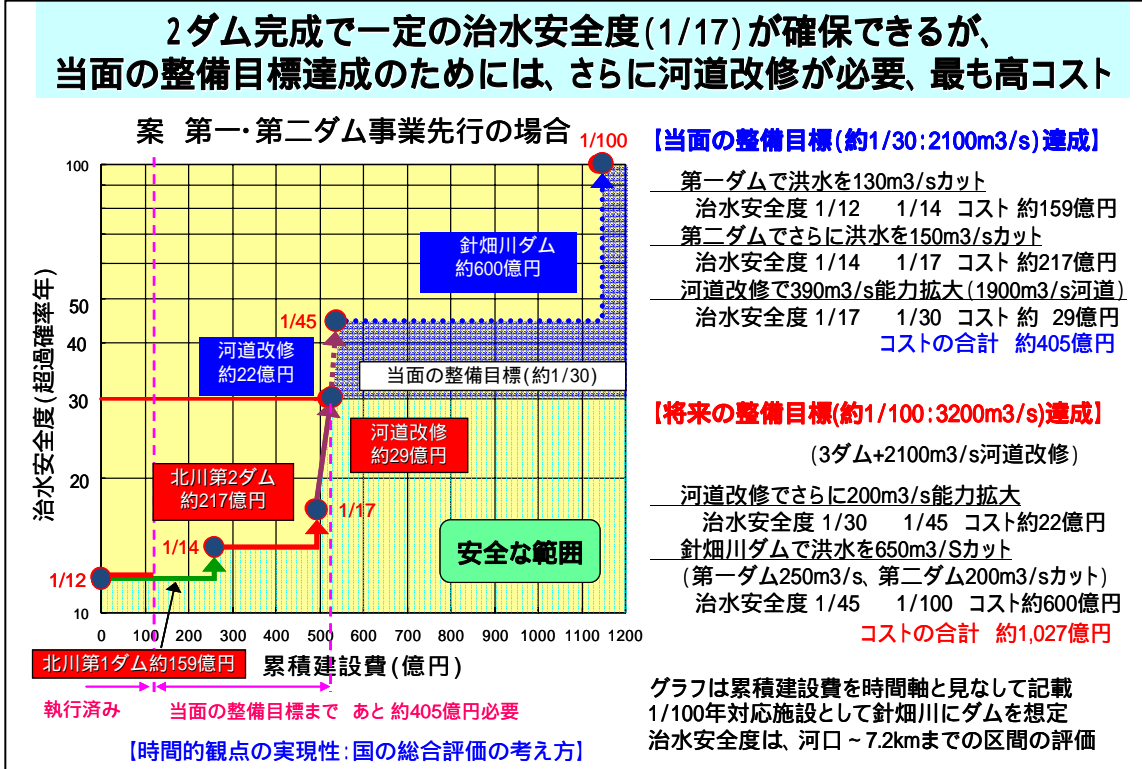 2ダム完成で一定の治水安全度(1/17)が確保できるが、
当面の整備目標達成のためには、さらに河道改修が必要、最も高コスト
案 第一・第二ダム事業先行の場合
治水安全度(超過確率年)
100
50
40
30
20
10
0 100 200 300 400 500 600 700 800 900 1000 1100 1200
累積建設費(億円)
1/100
針畑川ダム
約600億円
1/45
河道改修
約22億円
当面の整備目標(約1/30)
河道改修
約29億円
北川第2ダム
約217億円
1/17
1/14
1/12
安全な範囲
北川第1ダム約159億円
執行済み
当面の整備目標まで あと 約405億円必要
【時間的観点の実現性:国の総合評価の考え方】
【当面の整備目標(約1/30:2100m3/s)達成】
第一ダムで洪水を130m3/sカット
治水安全度 1/12 1/14 コスト 約159億円
第二ダムでさらに洪水を150m3/sカット
治水安全度 1/14 1/17 コスト 約217億円
河道改修で390m3/s能力拡大(1900m3/s河道)
治水安全度 1/17 1/30 コスト 約 29億円
コストの合計 約405億円
【将来の整備目標(約1/100:3200m3/s)達成】
(3ダム+2100m3/s河道改修)
河道改修でさらに200m3/s能力拡大
治水安全度 1/30 1/45 コスト約22億円
針畑川ダムで洪水を650m3/Sカット
(第一ダム250m3/s、第二ダム200m3/sカット)
治水安全度 1/45 1/100 コスト約600億円
コストの合計 約1,027億円
グラフは累積建設費を時間軸と見なして記載
1/100年対応施設として針畑川にダムを想定
治水安全度は、河口~7.2kmまでの区間の評価